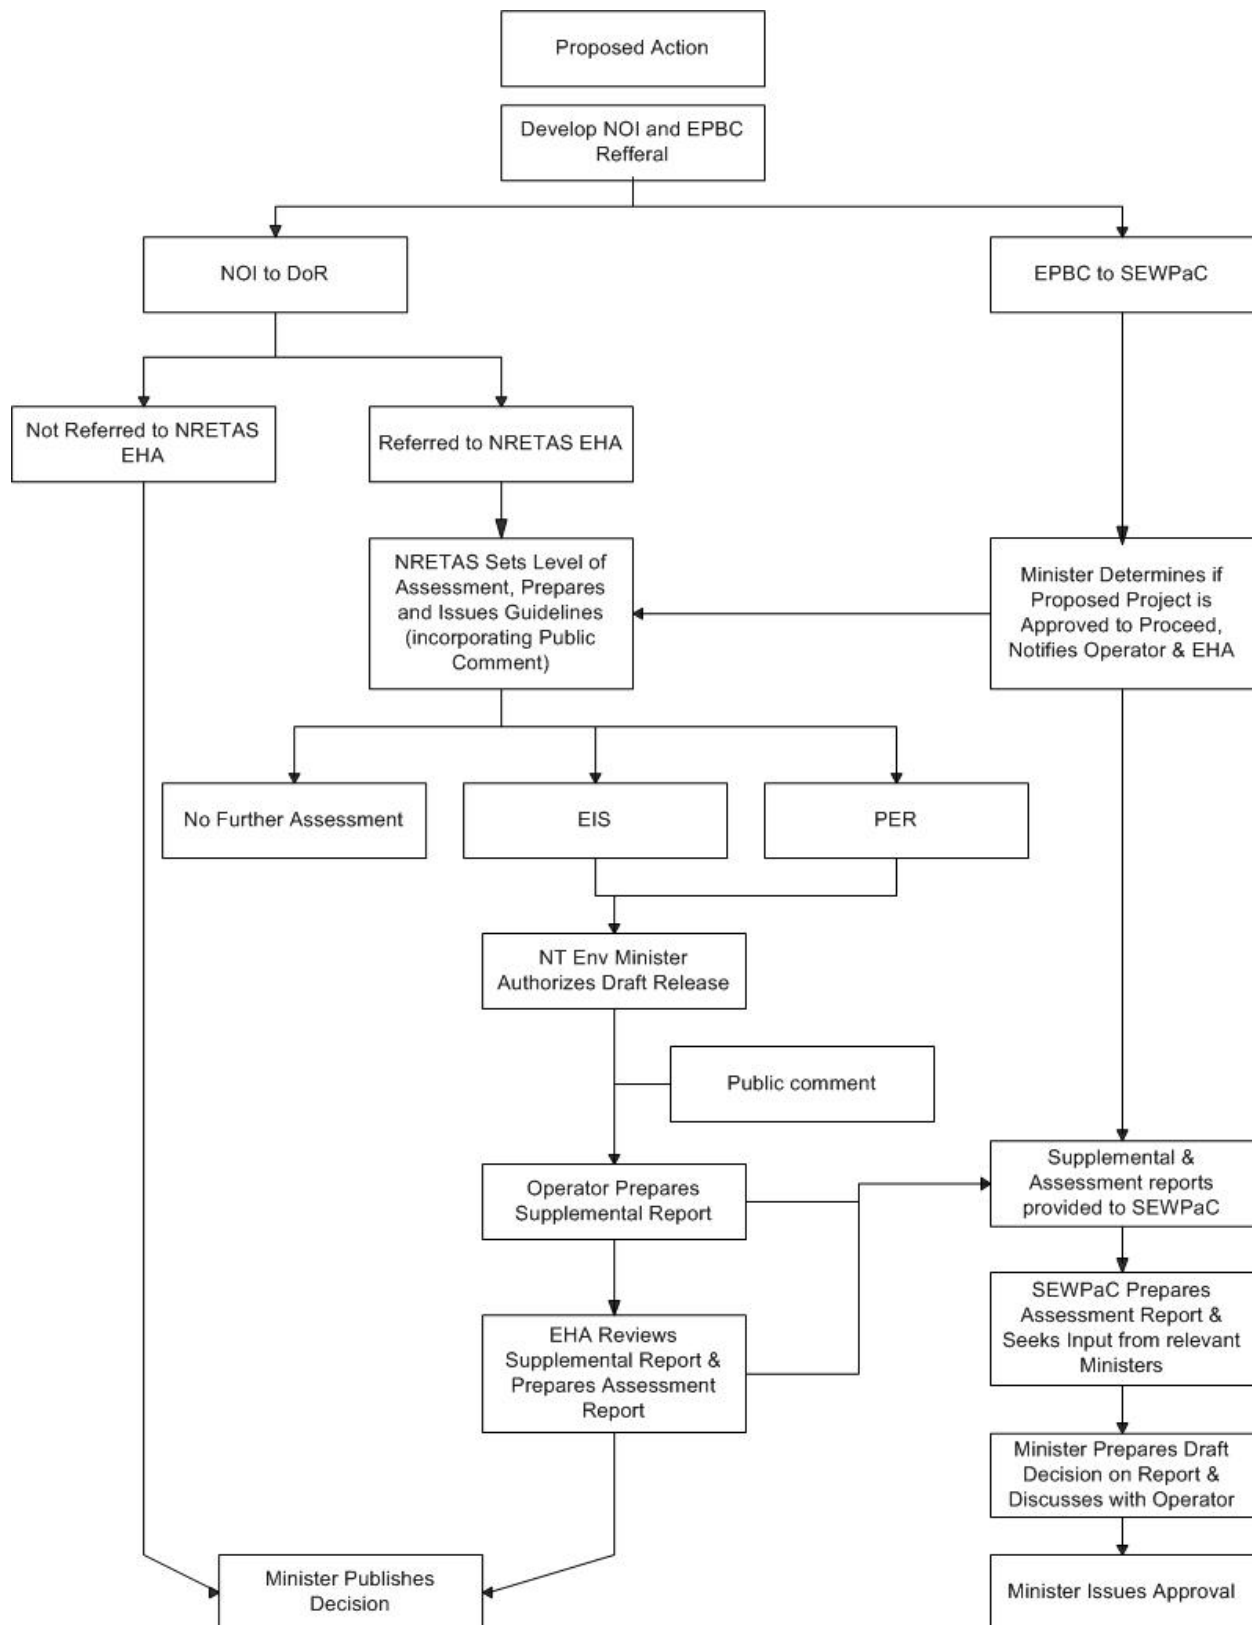 Proposed Action
Develop NOI and EPBC
Refferal
NOI to DoR
EPBC to SEWPaC
Not Referred to NRETAS
EHA
Referred to NRETAS EHA
NRETAS Sets Level of
Assessment, Prepares
and Issues Guidelines
(incorporating Public
Comment)
Minister Determines if
Proposed Project is
Approved to Proceed,
Notifies Operator & EHA
No Further Assessment
EIS
PER
NT Env Minister
Authorizes Draft Release
Public comment
Operator Prepares
Supplemental Report
Supplemental &
Assessment reports
provided to SEWPaC
EHA Reviews
Supplemental Report &
Prepares Assessment
Report
SEWPaC Prepares
Assessment Report &
Seeks Input from relevant
Ministers
Minister Prepares Draft
Decision on Report &
Discusses with Operator
Minister Publishes
Decision
Minister Issues Approval